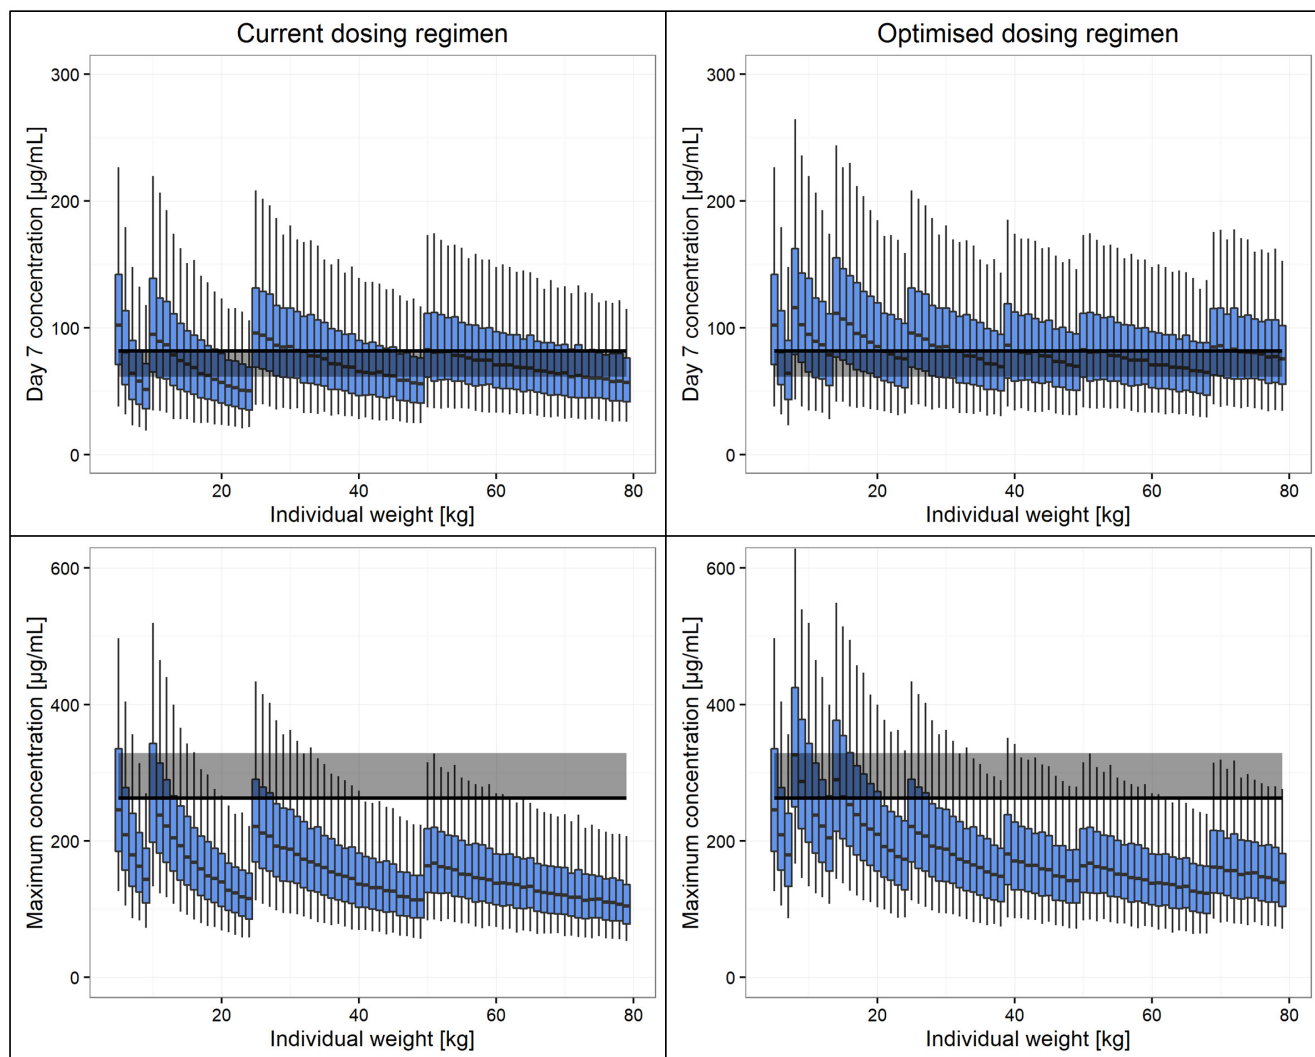 Current dosing regimen
Day 7 concentration [µg/mL]
300
200
100
0
20 40 60 80
Individual weight [kg]
Optimised dosing regimen
Day 7 concentration [µg/mL]
300
200
100
0
20 40 60 80
Individual weight [kg]
Maximum concentration [µg/mL]
600
400
200
0
20 40 60 80
Individual weight [kg]
Maximum concentration [µg/mL]
600
400
200
0
20 40 60 80
Individual weight [kg]